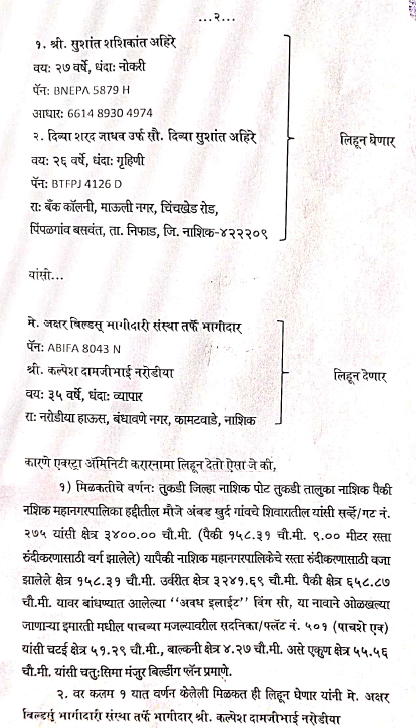 ...२...
१. श्री. सुशांत शशिकांत अहिरे
वय: २७ वर्षे, धंदा: नोकरी
पॅन: BNEPA 5879 H
आधार: 6614 8930 4974
२. दिव्या शरद जाधव उर्फ सौ. दिव्या सुशांत अहिरे
लिहून घेणार
वय: २६ वर्षे, धंदा: गृहिणी
पॅन: BTFPJ 4126 D
रा: बँक कॉलनी, माऊली नगर, चिंचखेड रोड,
पिंपळगांव बसवंत, ता. निफाड, जि. नाशिक-४२२२०९
यांसी...
मे. अक्षर बिल्डस् भागीदारी संस्था तर्फे भागीदार
पॅन: ABIFA 8043 N
श्री. कल्पेश दामजीभाई नरोडीया
लिहून देणार
वय: ३५ वर्षे, धंदा: व्यापार
रा: नरोडीया हाऊस, बंधावणे नगर, कामटवाडे, नाशिक
कारणे एक्स्ट्रा ॲमिनिटी करारनामा लिहून देतो ऐसा जे की,
१) मिळकतीचे वर्णन: तुकडी जिल्हा नाशिक पोट तुकडी तालुका नाशिक पैकी
नशिक महानगरपालिका हद्दीतील मौजे अंबड खुर्द गांवचे शिवारातील यांसी सर्व्हे/गट नं.
२७५ यांसी क्षेत्र ३४००.०० चौ.मी. (पैकी १५८.३१ चौ.मी. ९.०० मीटर रस्ता
रुंदीकरणासाठी वर्ग झालेले) यापैकी नाशिक महानगरपालिकेचे रस्ता रुंदीकरणासाठी वजा
झालेले क्षेत्र १५८.३१ चौ.मी. उर्वरीत क्षेत्र ३२४१.६९ चौ.मी. पैकी क्षेत्र ६५८.८७
चौ.मी. यावर बांधण्यात आलेल्या ‘‘अवध इलाईट’’ विंग सी, या नावाने ओळखल्या
जाणाऱ्या इमारती मधील पाचव्या मजल्यावरील सदनिका/फ्लॅट नं. ५०१ (पाचशे एक)
यांसी चटई क्षेत्र ५१.२९ चौ.मी., बाल्कनी क्षेत्र ४.२७ चौ.मी. असे एकुण क्षेत्र ५५.५६
चौ.मी. यांसी चतु:सिमा मंजुर बिल्डींग प्लॅन प्रमाणे.
२. वर कलम १ यात वर्णन केलेली मिळकत ही लिहून घेणार यांनी मे. अक्षर
बिल्डर्स् भागीदारी संस्था तर्फे भागीदार श्री. कल्पेश दामजीभाई नरोडीया